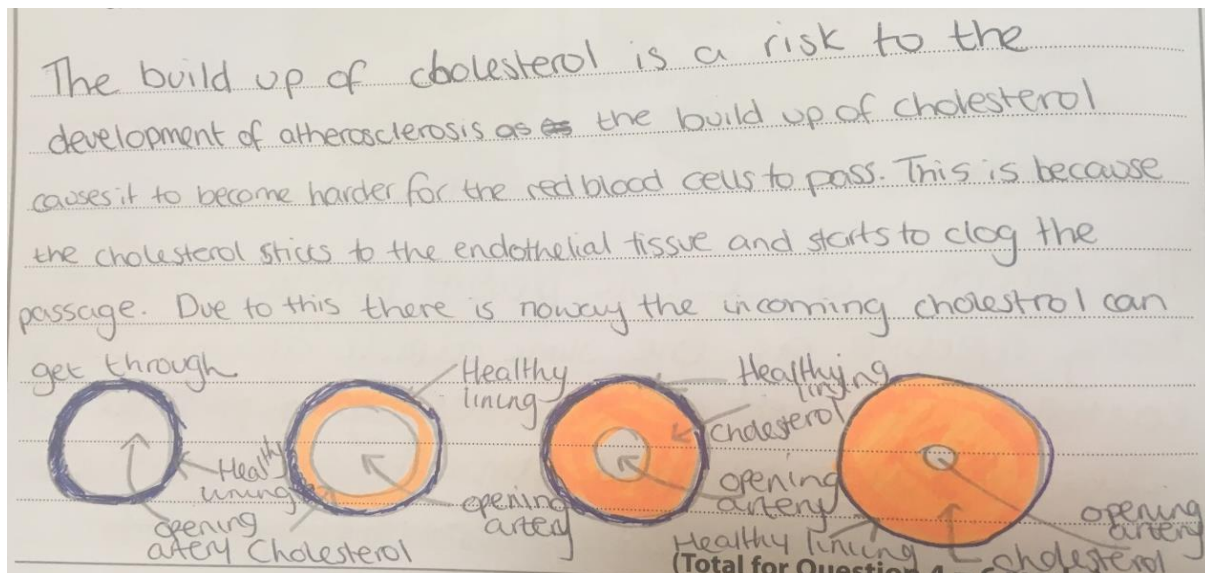 The build up of cholesterol is a risk to the
development of atherosclerosis as the build up of cholesterol
causes it to become harder for the red blood cells to pass. This is because
the cholesterol sticks to the endothelial tissue and starts to clog the
passage. Due to this there is noway the incoming cholestrol can
get through
Healthy
lining
opening
artery
Healthy
lining
Cholesterol
opening
artery
Healthying
ling
cholesterol
opening
artery
Healthy lining
cholesterol
opening
artery
(Total for Question 4